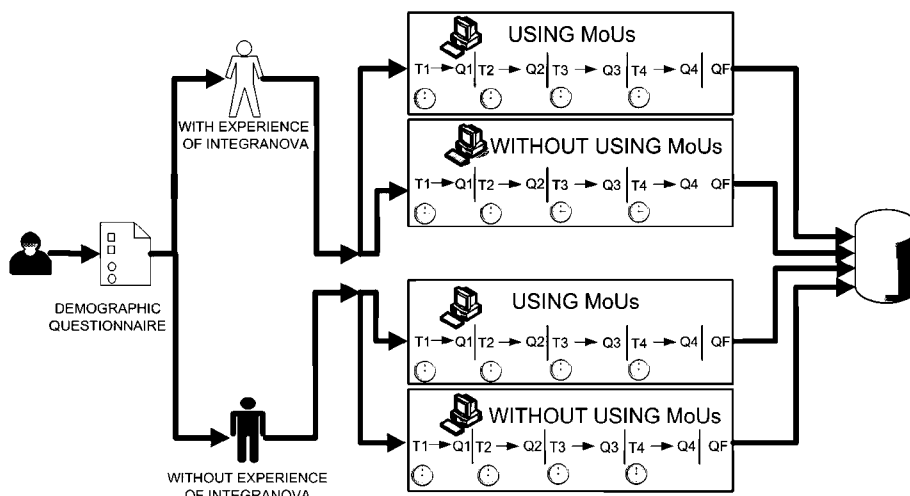 USING MoUs
T1 → Q1 | T2 → Q2 | T3 → Q3 | T4 → Q4 | QF
WITH EXPERIENCE
OF INTEGRANOVA
WITHOUT USING MoUs
T1 → Q1 | T2 → Q2 | T3 → Q3 | T4 → Q4 QF
DEMOGRAPHIC
QUESTIONNAIRE
USING MoUs
T1 → Q1 | T2 → Q2 | T3 → Q3 | T4 → Q4 | QF
WITHOUT USING MoUs
T1 → Q1 | T2 → Q2 | T3 → Q3 | T4 → Q4 | QF
WITHOUT EXPERIENCE
OF INTEGRANOVA